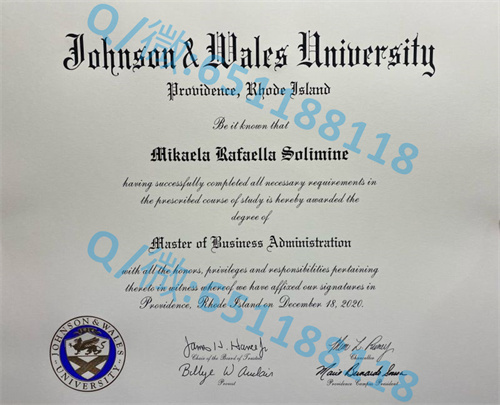 Johnson & Wales University
Providence, Rhode Island
Be it known that
Mikaela Rafaella Solimine
having successfully completed all necessary requirements in
the prescribed course of study is hereby awarded the
degree of
Master of Business Administration
with all the honors, privileges and responsibilities pertaining
thereto in witness whereof we have affixed our signatures in
Providence, Rhode Island on December 18, 2020.
Chair of the Board of Trustees
Chancellor
Providence Campus President
JOHNSON & WALES
UNIVERSITY
Q/微.651188118
Q/微.651188118